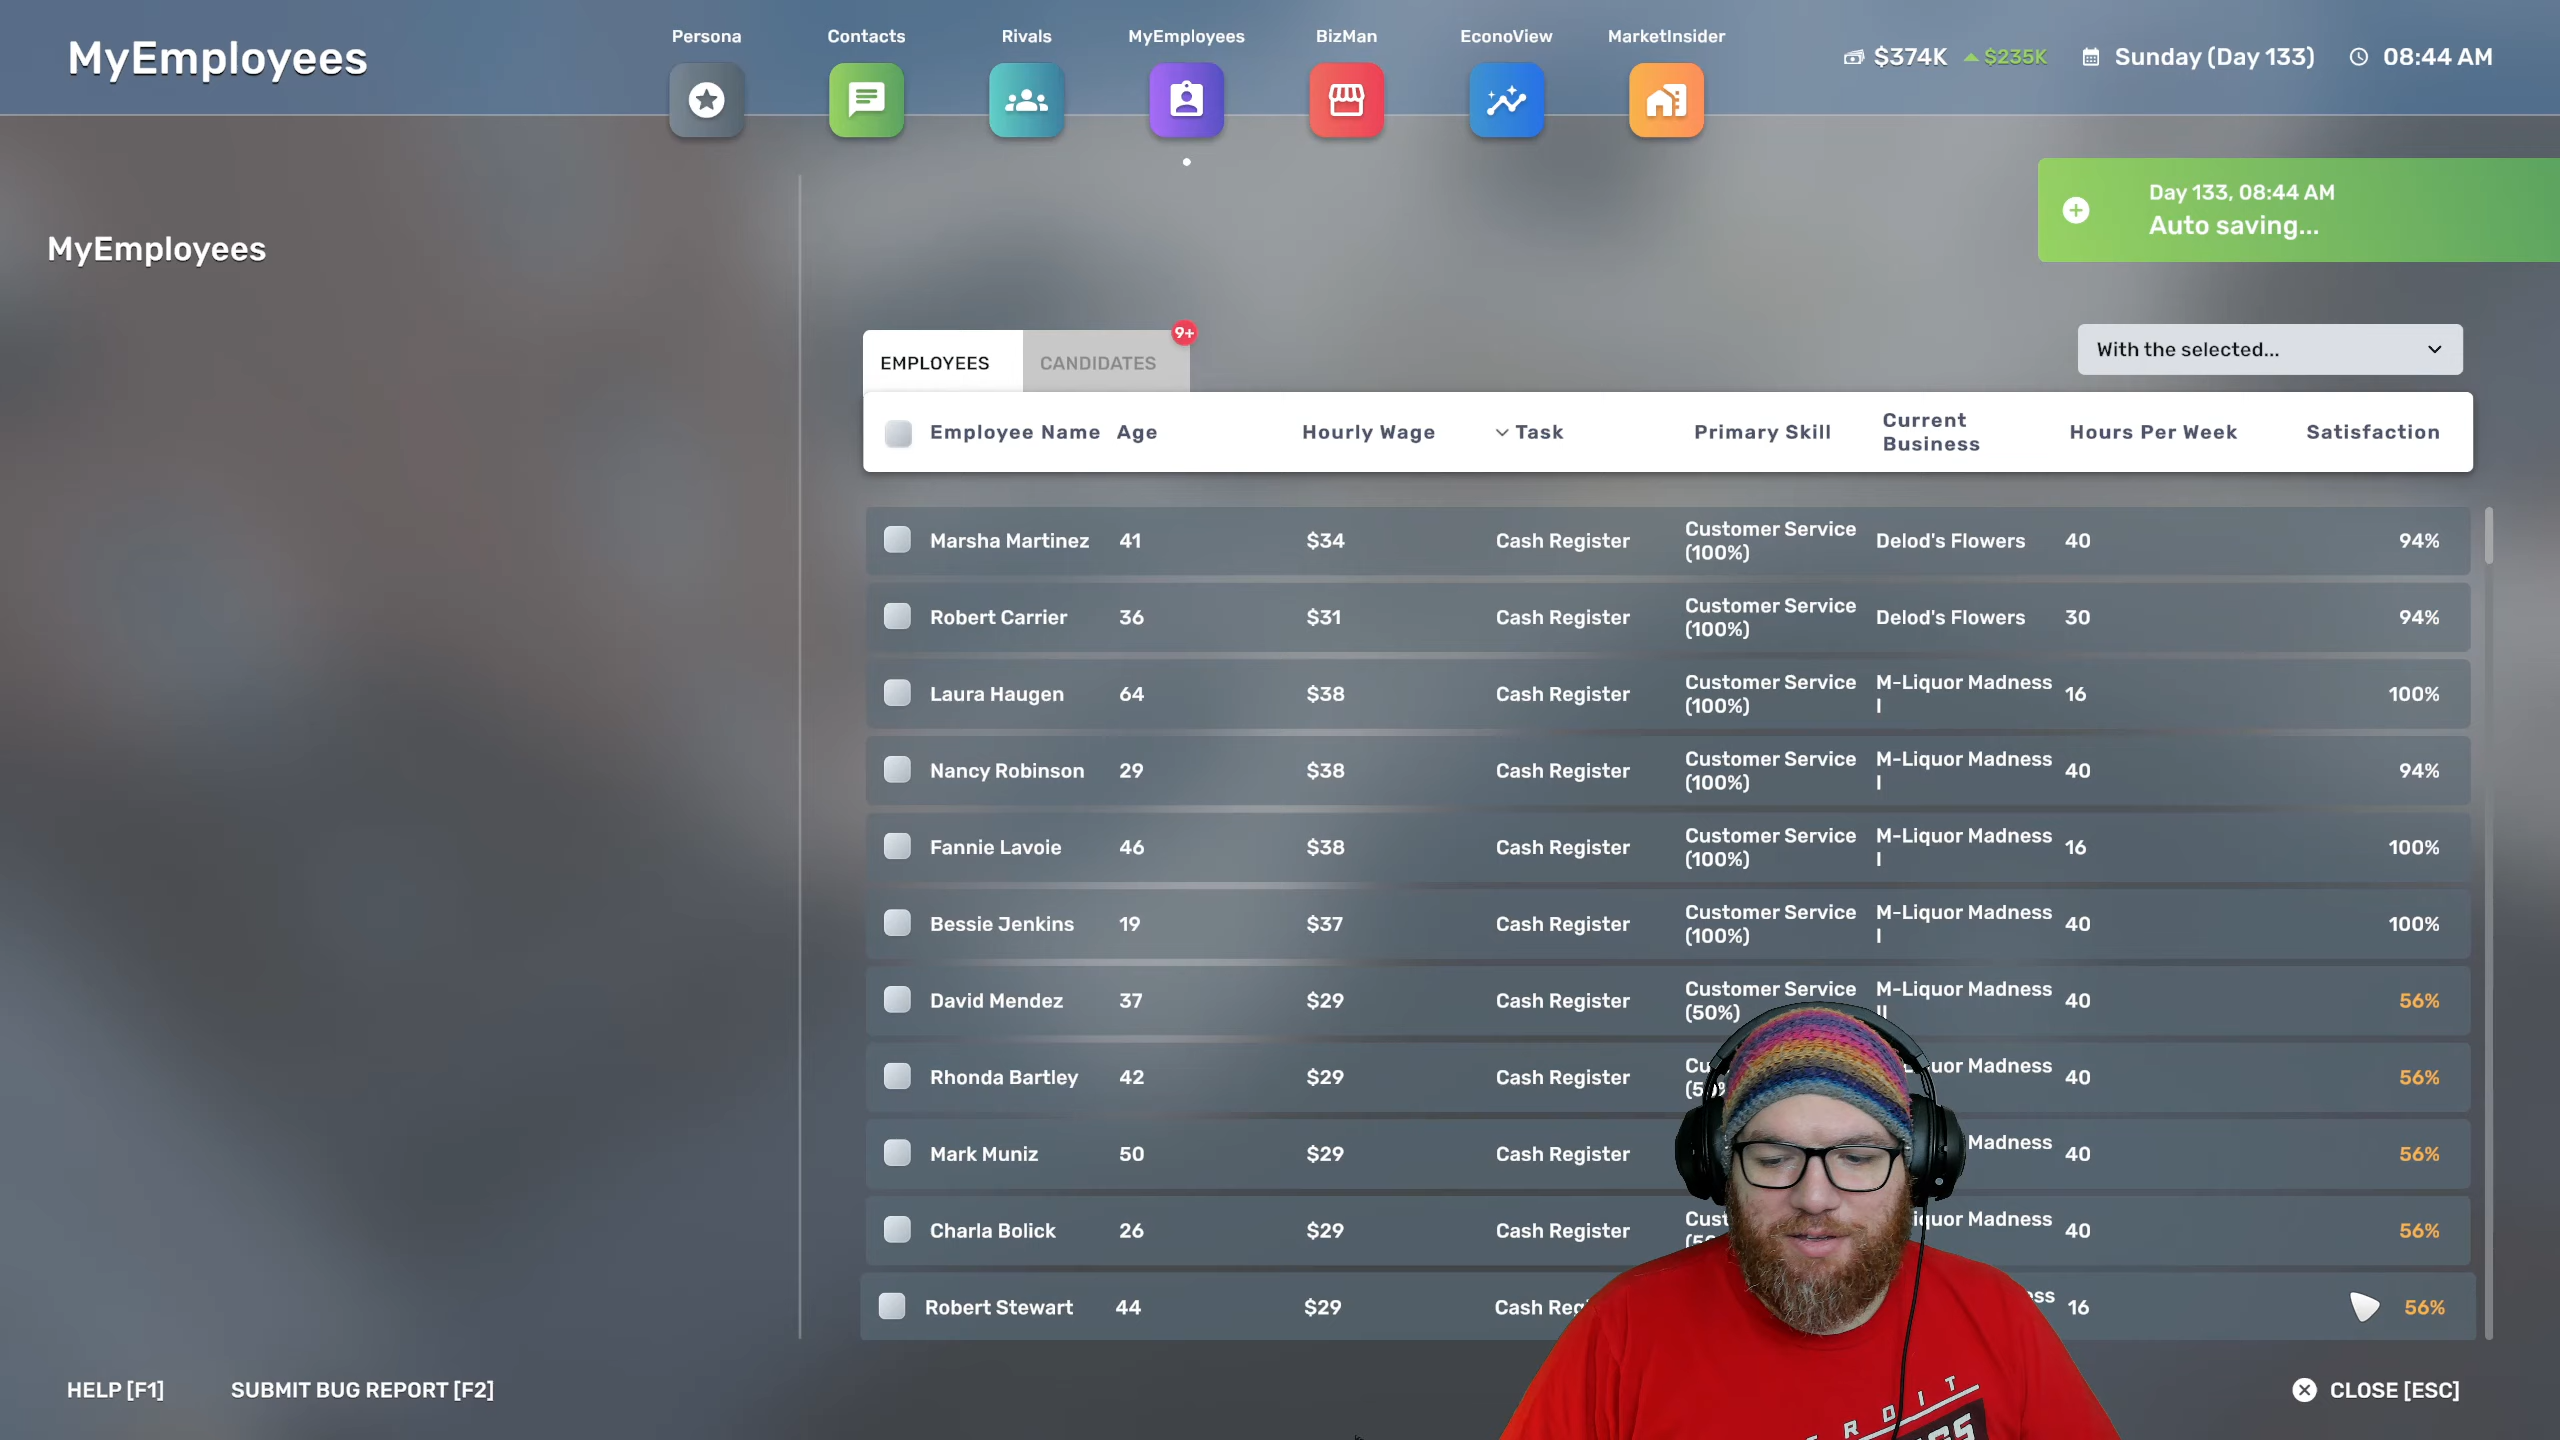 MyEmployees
Persona
Contacts
Rivals
MyEmployees
BizMan
EconoView
MarketInsider
$374K
$235K
Sunday (Day 133)
08:44 AM
MyEmployees
Day 133, 08:44 AM
Auto saving...
EMPLOYEES
CANDIDATES
9+
With the selected...
Employee Name Age Hourly Wage Task Primary Skill Current Business Hours Per Week Satisfaction
Marsha Martinez 41 $34 Cash Register Customer Service (100%) Delod's Flowers 40 94%
Robert Carrier 36 $31 Cash Register Customer Service (100%) Delod's Flowers 30 94%
Laura Haugen 64 $38 Cash Register Customer Service (100%) M-Liquor Madness I 16 100%
Nancy Robinson 29 $38 Cash Register Customer Service (100%) M-Liquor Madness I 40 94%
Fannie Lavoie 46 $38 Cash Register Customer Service (100%) M-Liquor Madness I 16 100%
Bessie Jenkins 19 $37 Cash Register Customer Service (100%) M-Liquor Madness I 40 100%
David Mendez 37 $29 Cash Register Customer Service (50%) M-Liquor Madness II 40 56%
Rhonda Bartley 42 $29 Cash Register Madness 40 56%
Mark Muniz 50 $29 Cash Register Madness 40 56%
Charla Bolick 26 $29 Cash Register Madness 40 56%
Robert Stewart 44 $29 Cash 16 56%
HELP [F1]
SUBMIT BUG REPORT [F2]
CLOSE [ESC]